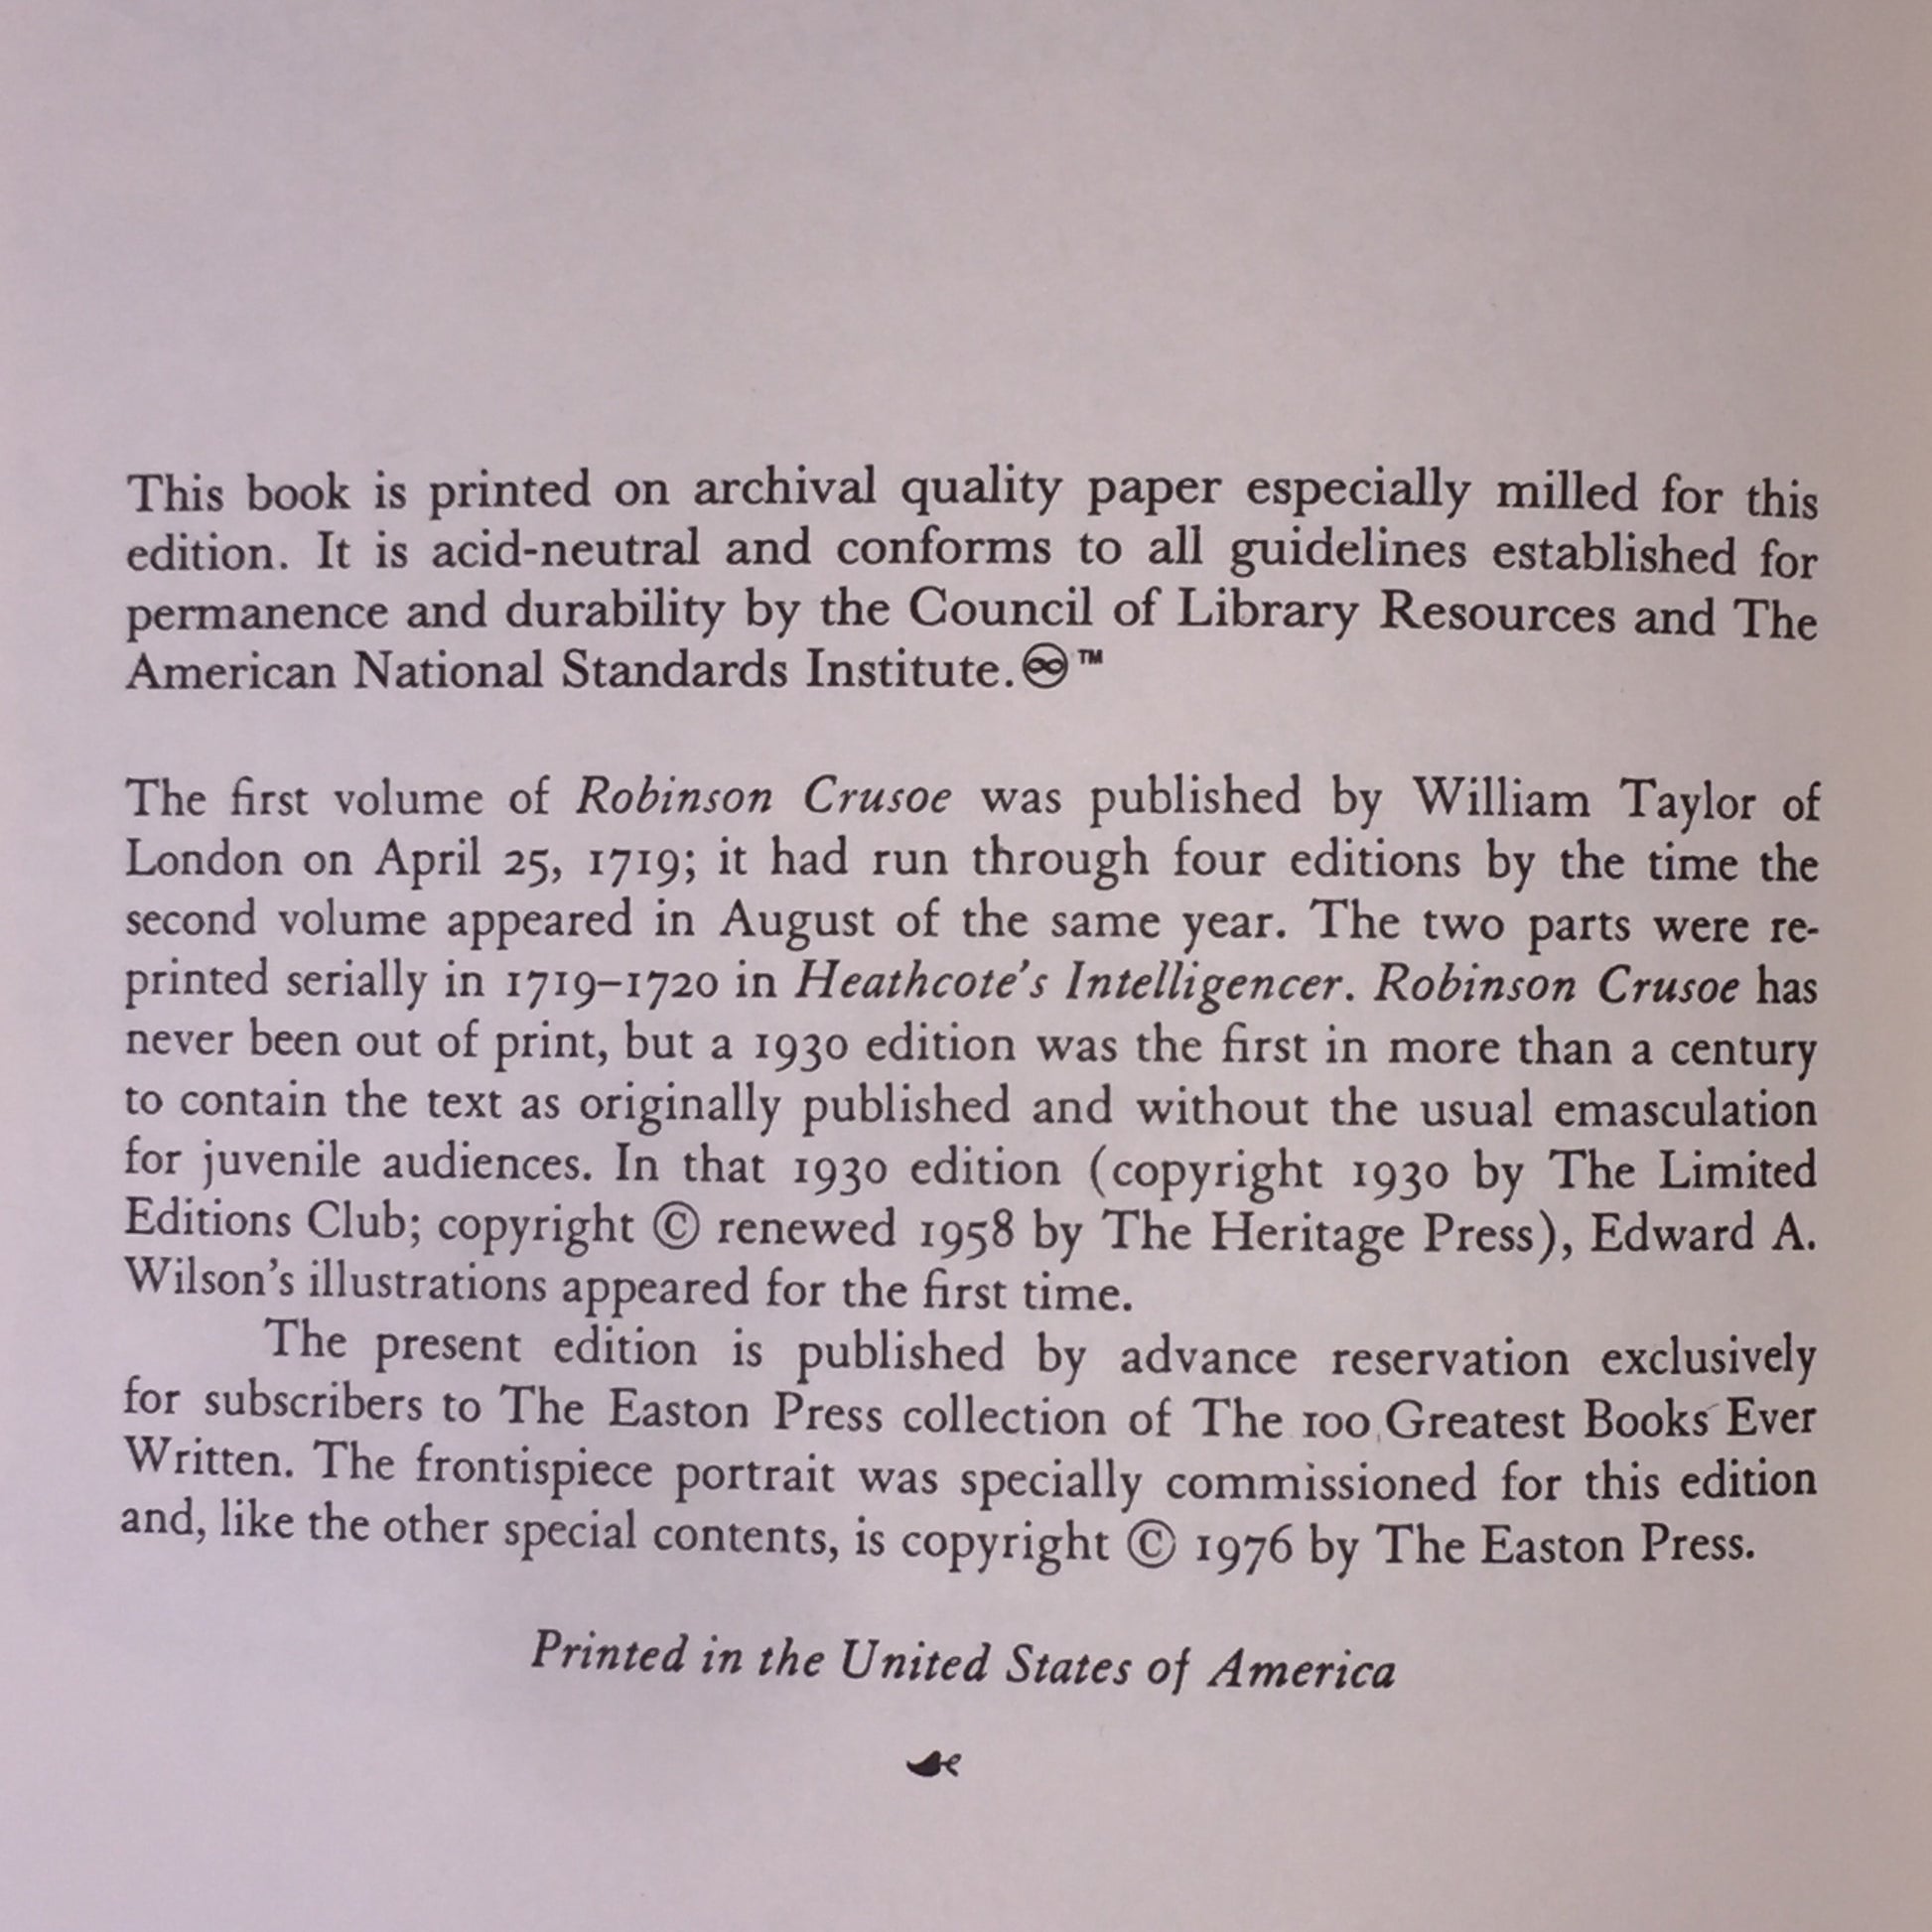 This book is printed on archival quality paper especially milled for this
edition. It is acid-neutral and conforms to all guidelines established for
permanence and durability by the Council of Library Resources and The
American National Standards Institute.♾™
The first volume of Robinson Crusoe was published by William Taylor of
London on April 25, 1719; it had run through four editions by the time the
second volume appeared in August of the same year. The two parts were re-
printed serially in 1719–1720 in Heathcote's Intelligencer. Robinson Crusoe has
never been out of print, but a 1930 edition was the first in more than a century
to contain the text as originally published and without the usual emasculation
for juvenile audiences. In that 1930 edition (copyright 1930 by The Limited
Editions Club; copyright © renewed 1958 by The Heritage Press), Edward A.
Wilson's illustrations appeared for the first time.
The present edition is published by advance reservation exclusively
for subscribers to The Easton Press collection of The 100 Greatest Books Ever
Written. The frontispiece portrait was specially commissioned for this edition
and, like the other special contents, is copyright © 1976 by The Easton Press.
Printed in the United States of America